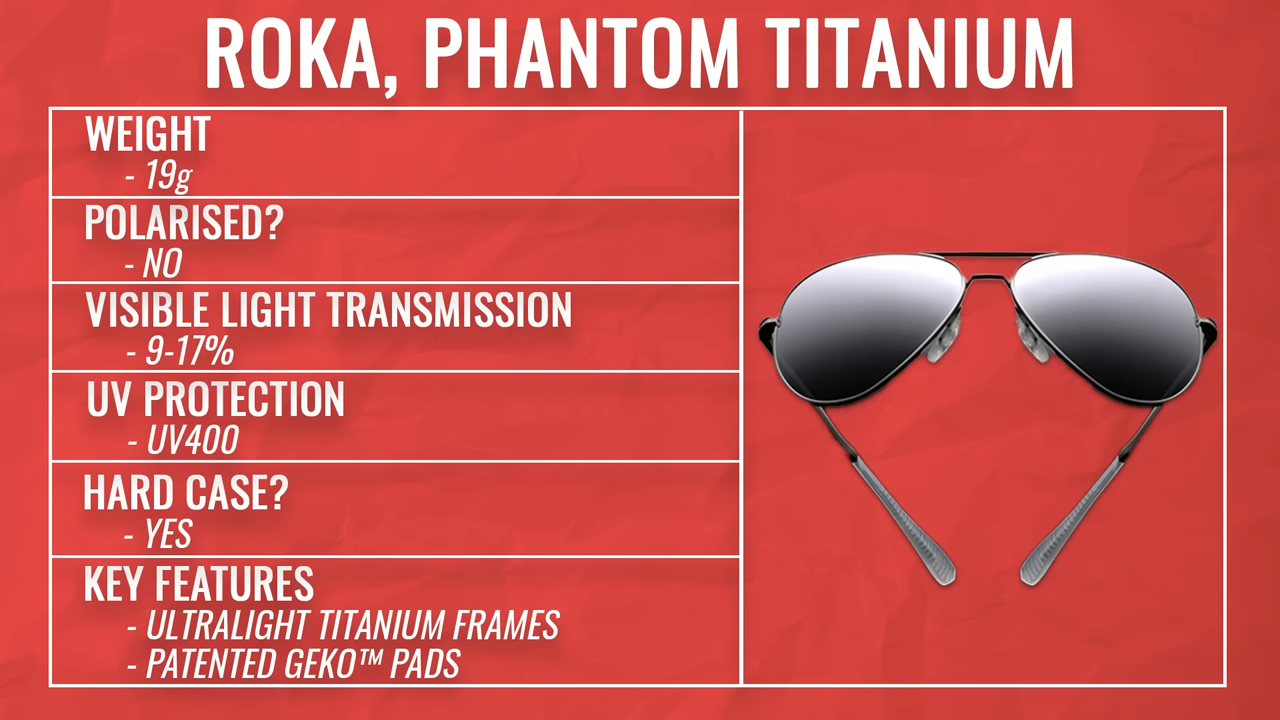 ROKA, PHANTOM TITANIUM
WEIGHT
- 19g
POLARISED?
- NO
VISIBLE LIGHT TRANSMISSION
- 9-17%
UV PROTECTION
- UV400
HARD CASE?
- YES
KEY FEATURES
- ULTRALIGHT TITANIUM FRAMES
- PATENTED GEKO™ PADS